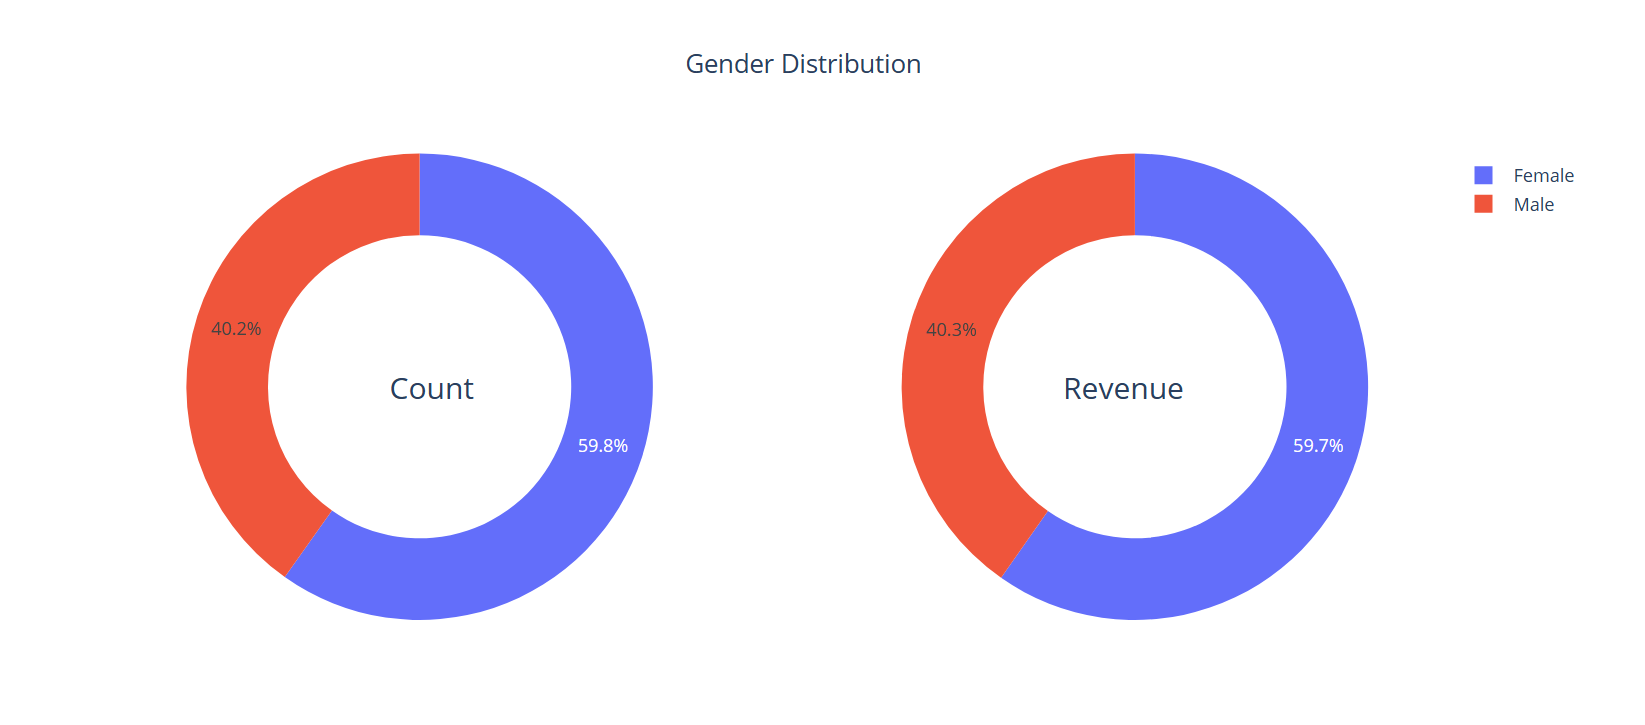 Gender Distribution
Female
Male
40.2%
Count
59.8%
40.3%
Revenue
59.7%